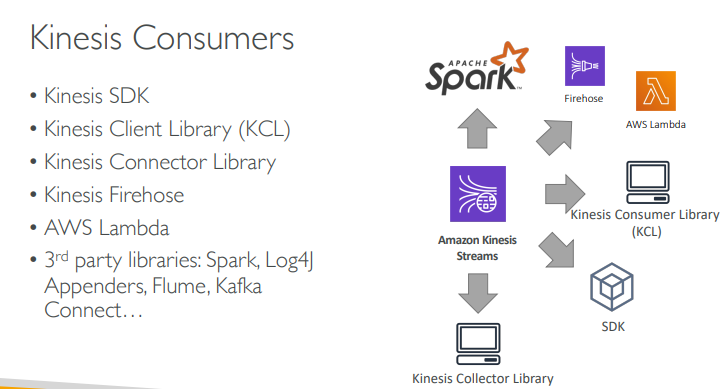 Kinesis Consumers
• Kinesis SDK
• Kinesis Client Library (KCL)
• Kinesis Connector Library
• Kinesis Firehose
• AWS Lambda
• 3rd party libraries: Spark, Log4J
Appenders, Flume, Kafka
Connect…
APACHE
Spark™
Firehose
AWS Lambda
Amazon Kinesis
Streams
Kinesis Consumer Library
(KCL)
SDK
Kinesis Collector Library